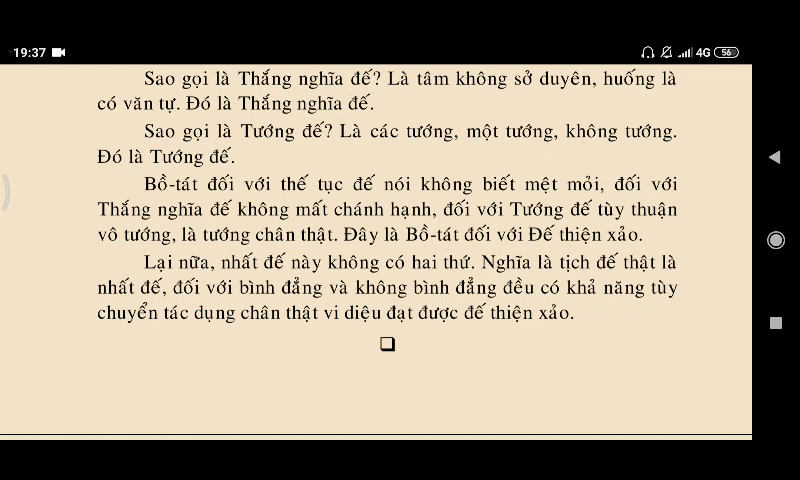 19:37
4G 56
Sao gọi là Thắng nghĩa đế? Là tâm không sở duyên, huống là
có văn tự. Đó là Thắng nghĩa đế.
Sao gọi là Tướng đế? Là các tướng, một tướng, không tướng.
Đó là Tướng đế.
Bồ-tát đối với thế tục đế nói không biết mệt mỏi, đối với
Thắng nghĩa đế không mất chánh hạnh, đối với Tướng đế tùy thuận
vô tướng, là tướng chân thật. Đây là Bồ-tát đối với Đế thiện xảo.
Lại nữa, nhất đế này không có hai thứ. Nghĩa là tịch đế thật là
nhất đế, đối với bình đẳng và không bình đẳng đều có khả năng tùy
chuyển tác dụng chân thật vi diệu đạt được đế thiện xảo.